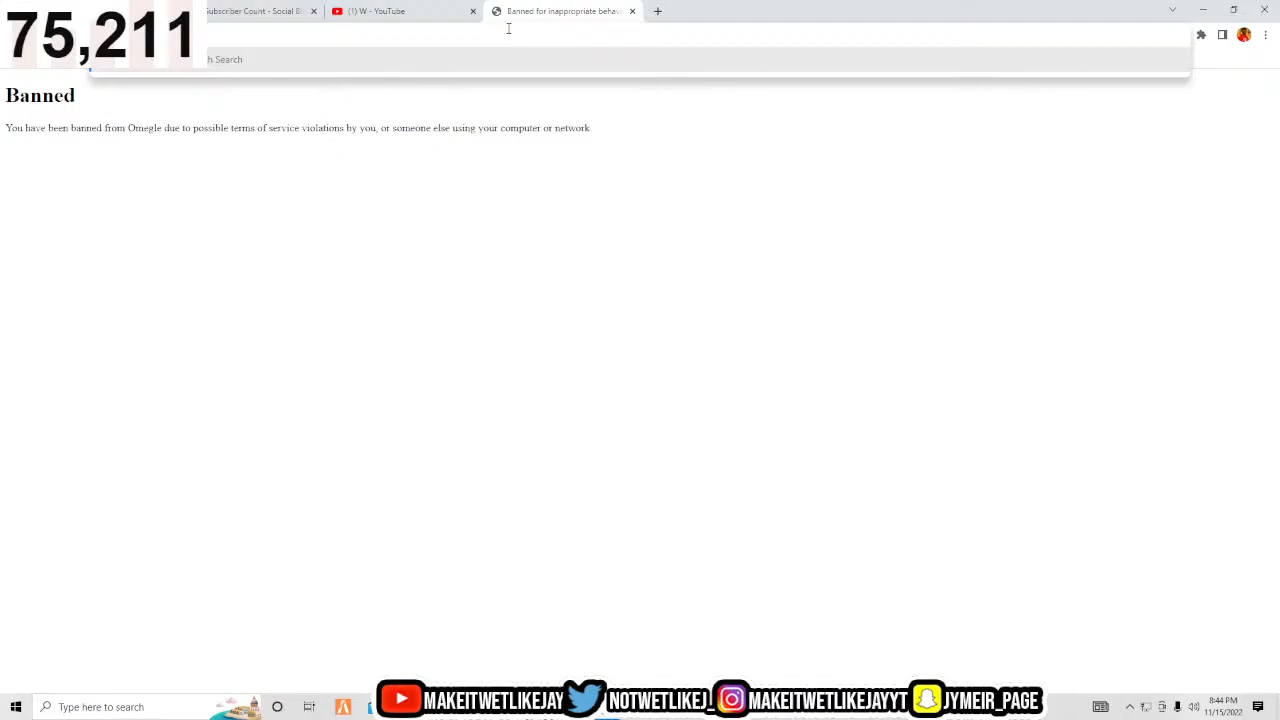 75,211
Subscriber Count - Social B
(1) W - YouTube
Banned for inappropriate behav
h Search
Banned
You have been banned from Omegle due to possible terms of service violations by you, or someone else using your computer or network.
MAKEITWETLIKEJAY
NOTWETLIKEJ_
MAKEITWETLIKEJAYYT
JYMEIR_PAGE
Type here to search
8:44 PM
11/15/2022